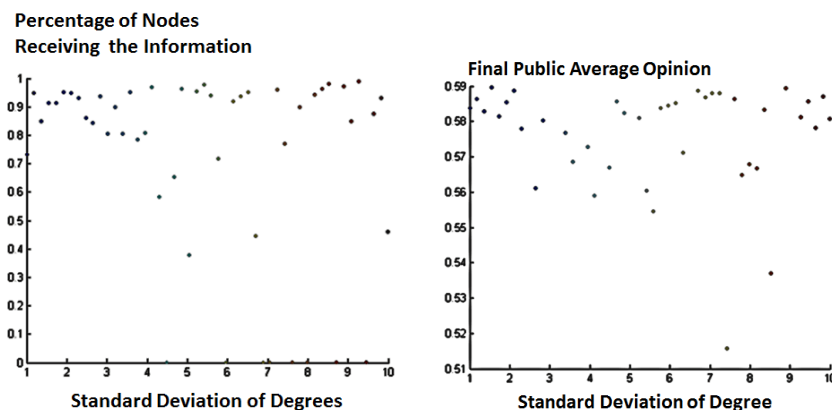 Percentage of Nodes
Receiving the Information
1
0.9
0.8
0.7
0.6
0.5
0.4
0.3
0.2
0.1
0
1 2 3 4 5 6 7 8 9 10
Standard Deviation of Degrees
Final Public Average Opinion
0.59
0.58
0.57
0.56
0.55
0.54
0.53
0.52
0.51
1 2 3 4 5 6 7 8 9 10
Standard Deviation of Degree